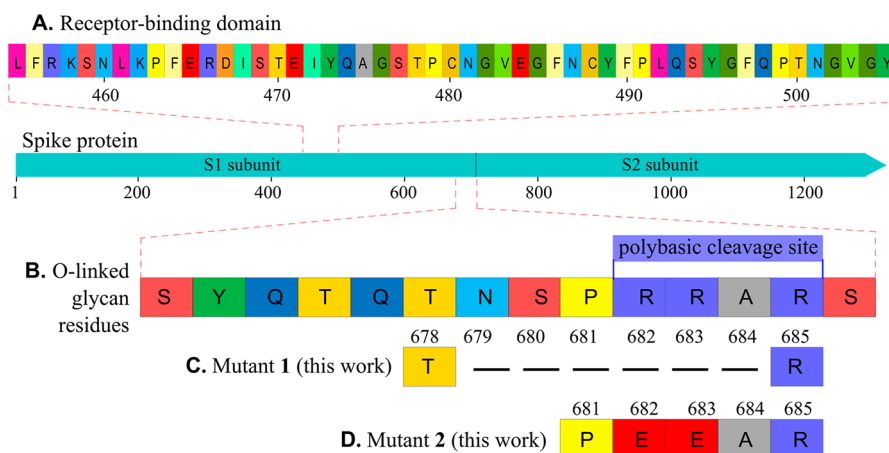 A. Receptor-binding domain
L F R K S N L K P F E R D I S T E I Y Q A G S T P C N G V E G F N C Y F P L Q S Y G F Q P T N G V G Y
460 470 480 490 500
Spike protein
S1 subunit S2 subunit
1 200 400 600 800 1000 1200
polybasic cleavage site
B. O-linked
glycan
residues
S Y Q T Q T N S P R R A R S
678 679 680 681 682 683 684 685
C. Mutant 1 (this work) T — — — — — — R
681 682 683 684 685
D. Mutant 2 (this work) P E E A R